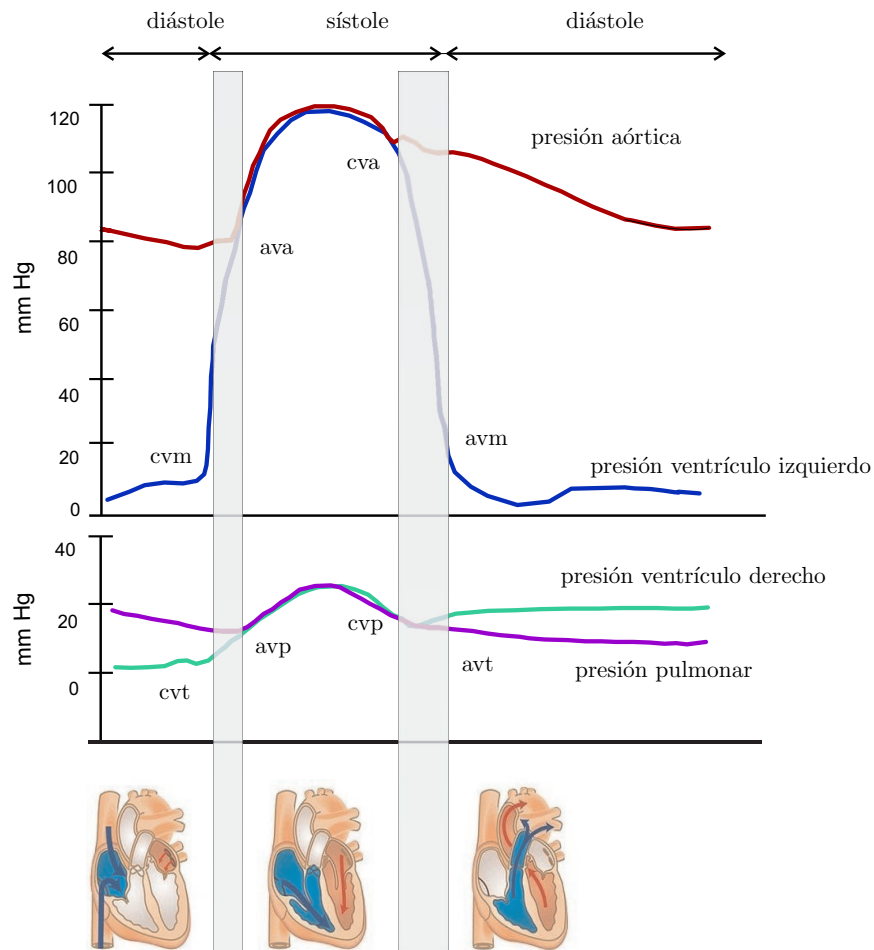 diástole
sístole
diástole
120
100
80
60
40
20
0
mm Hg
presión aórtica
cva
ava
cvm
avm
presión ventrículo izquierdo
40
20
0
mm Hg
presión ventrículo derecho
cvp
avp
avt
presión pulmonar
cvt